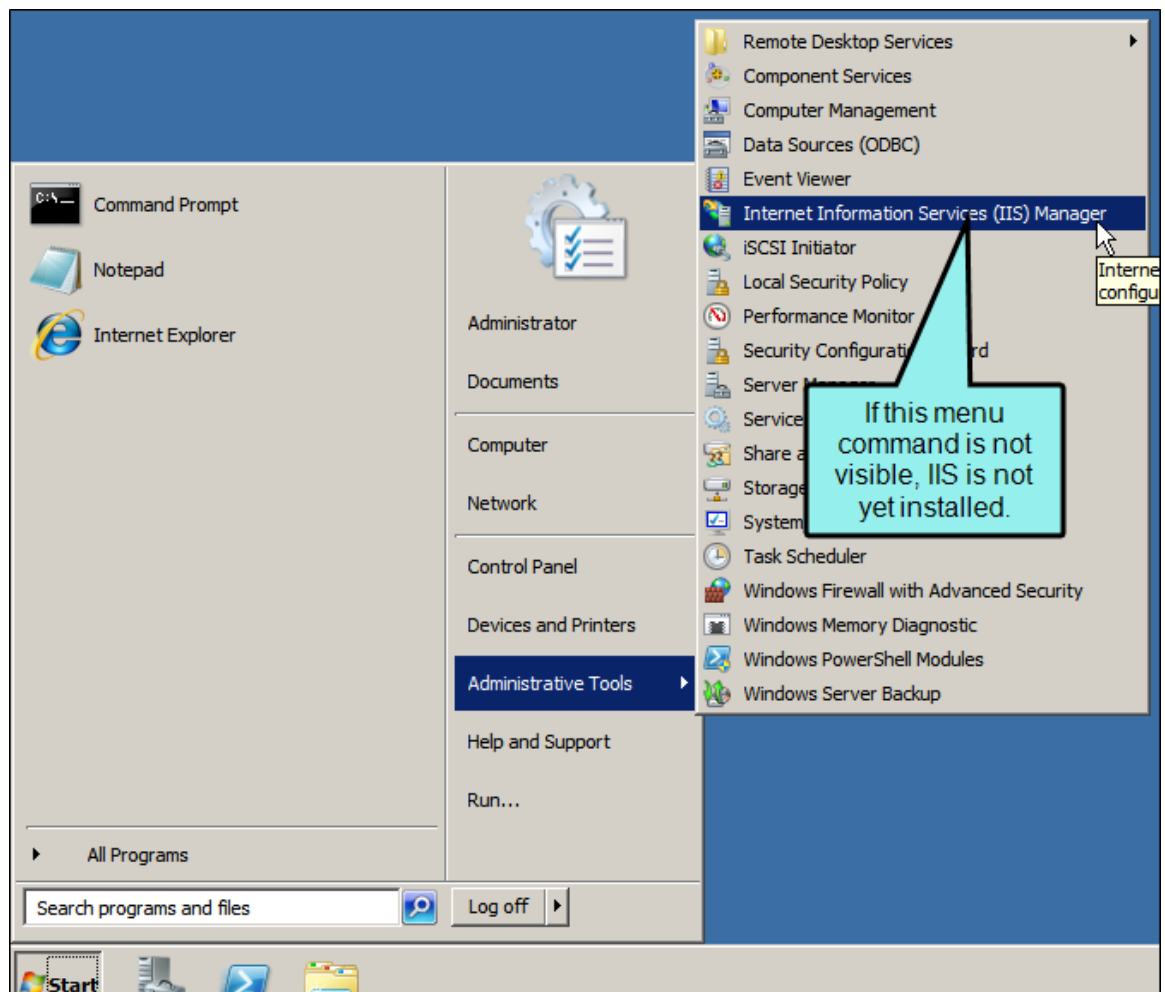 Remote Desktop Services
Component Services
Computer Management
Data Sources (ODBC)
Event Viewer
Internet Information Services (IIS) Manager
iSCSI Initiator
Local Security Policy
Performance Monitor
Security
Server
Share
Storage
System
Task Scheduler
Windows Firewall with Advanced Security
Windows Memory Diagnostic
Windows PowerShell Modules
Windows Server Backup
If this menu
command is not
visible, IIS is not
yet installed.
C:\
Command Prompt
Notepad
Internet Explorer
Administrator
Documents
Computer
Network
Control Panel
Devices and Printers
Administrative Tools
Help and Support
Run...
All Programs
Search programs and files
Log off
Start